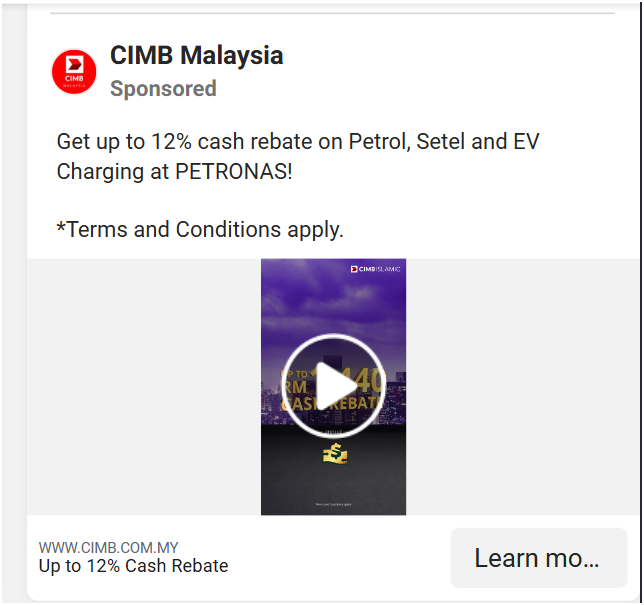 CIMB Malaysia
CIMB
MALAYSIA
Sponsored
Get up to 12% cash rebate on Petrol, Setel and EV
Charging at PETRONAS!
*Terms and Conditions apply.
CIMB ISLAMIC
UP TO
RM 440
CASH REBATE
WWW.CIMB.COM.MY
Up to 12% Cash Rebate
Learn mo...